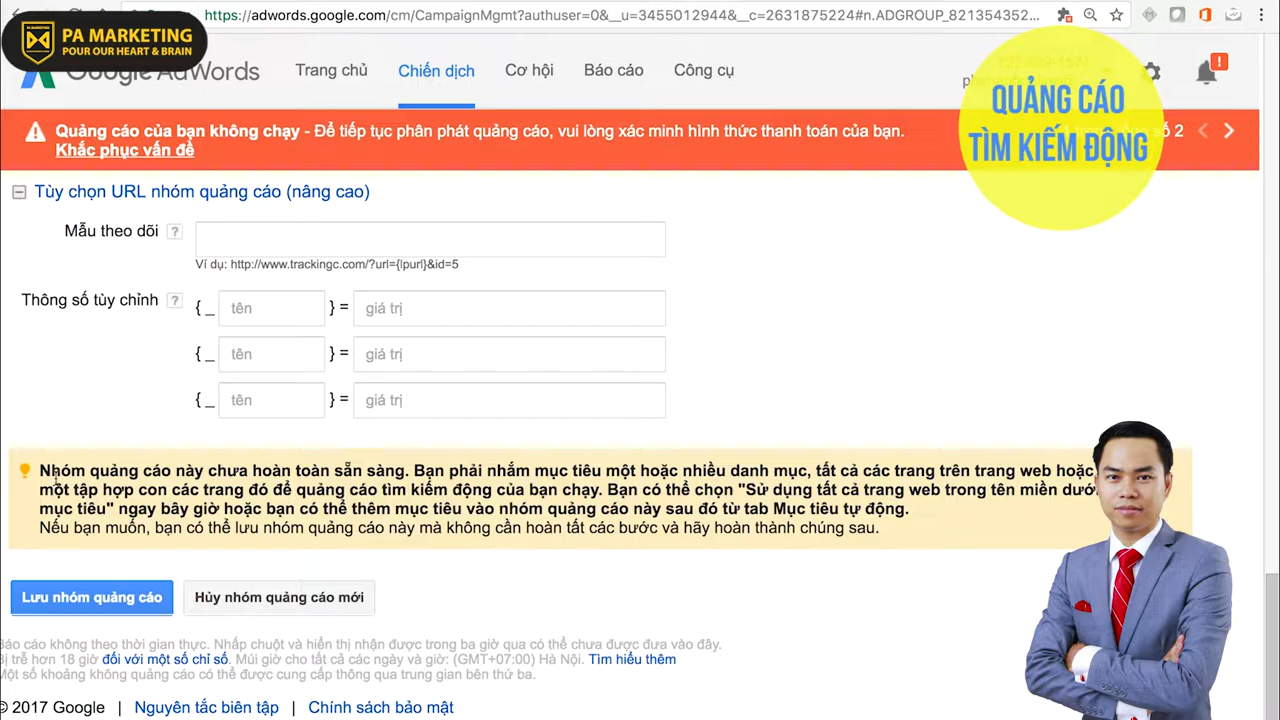 https://adwords.google.com/cm/CampaignMgmt?authuser=0&__u=3455012944&__c=2631875224#n.ADGROUP_821354352...
PA MARKETING
POUR OUR HEART & BRAIN
Google AdWords
Trang chủ
Chiến dịch
Cơ hội
Báo cáo
Công cụ
!
QUẢNG CÁO
TÌM KIẾM ĐỘNG
Quảng cáo của bạn không chạy - Để tiếp tục phân phát quảng cáo, vui lòng xác minh hình thức thanh toán của bạn.
số 2
Khắc phục vấn đề
Tùy chọn URL nhóm quảng cáo (nâng cao)
Mẫu theo dõi ?
Ví dụ: http://www.trackingc.com/?url={lpurl}&id=5
Thông số tùy chỉnh ? { _ tên } = giá trị
{ _ tên } = giá trị
{ _ tên } = giá trị
Nhóm quảng cáo này chưa hoàn toàn sẵn sàng. Bạn phải nhắm mục tiêu một hoặc nhiều danh mục, tất cả các trang trên trang web hoặc
một tập hợp con các trang đó để quảng cáo tìm kiếm động của bạn chạy. Bạn có thể chọn "Sử dụng tất cả trang web trong tên miền dưới
mục tiêu" ngay bây giờ hoặc bạn có thể thêm mục tiêu vào nhóm quảng cáo này sau đó từ tab Mục tiêu tự động.
Nếu bạn muốn, bạn có thể lưu nhóm quảng cáo này mà không cần hoàn tất các bước và hãy hoàn thành chúng sau.
Lưu nhóm quảng cáo
Hủy nhóm quảng cáo mới
Báo cáo không theo thời gian thực. Nhấp chuột và hiển thị nhận được trong ba giờ qua có thể chưa được đưa vào đây.
Bị trễ hơn 18 giờ đối với một số chỉ số. Múi giờ cho tất cả các ngày và giờ: (GMT+07:00) Hà Nội. Tìm hiểu thêm
Một số khoảng không quảng cáo có thể được cung cấp thông qua trung gian bên thứ ba.
© 2017 Google | Nguyên tắc biên tập | Chính sách bảo mật